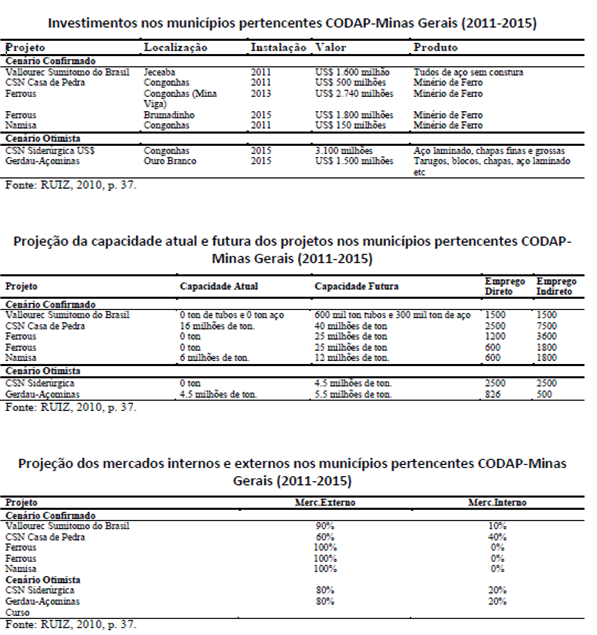 Investimentos nos municípios pertencentes CODAP-Minas Gerais (2011-2015)
Projeto Localização Instalação Valor Produto
Cenário Confirmado
Vallourec Sumitomo do Brasil Jeceaba 2011 US$ 1.600 milhão Tudos de aço sem constura
CSN Casa de Pedra Congonhas 2011 US$ 500 milhões Minério de Ferro
Ferrous Congonhas (Mina 2013 US$ 2.740 milhões Minério de Ferro
Viga)
Ferrous Brumadinho 2015 US$ 1.800 milhões Minério de Ferro
Namisa Congonhas 2011 US$ 150 milhões Minério de Ferro
Cenário Otimista
CSN Siderúrgica US$ Congonhas 2015 3.100 milhões Aço laminado, chapas finas e grossas
Gerdau-Açominas Ouro Branco 2015 US$ 1.500 milhões Tarugos, blocos, chapas, aço laminado
etc
Fonte: RUIZ, 2010, p. 37.
Projeção da capacidade atual e futura dos projetos nos municípios pertencentes CODAP-
Minas Gerais (2011-2015)
Projeto Capacidade Atual Capacidade Futura Emprego Emprego
Direto Indireto
Cenário Confirmado
Vallourec Sumitomo do Brasil 0 ton de tubos e 0 ton aço 600 mil ton tubos e 300 mil ton de aço 1500 1500
CSN Casa de Pedra 16 milhões de ton. 40 milhões de ton 2500 7500
Ferrous 0 ton 25 milhões de ton 1200 3600
Ferrous 0 ton 25 milhões de ton 600 1800
Namisa 6 milhões de ton. 12 milhões de ton. 600 1800
Cenário Otimista
CSN Siderúrgica 0 ton 4.5 milhões de ton. 2500 2500
Gerdau-Açominas 4.5 milhões de ton. 5.5 milhões de ton. 826 500
Fonte: RUIZ, 2010, p. 37.
Projeção dos mercados internos e externos nos municípios pertencentes CODAP-Minas
Gerais (2011-2015)
Projeto Merc.Externo Merc.Interno
Cenário Confirmado
Vallourec Sumitomo do Brasil 90% 10%
CSN Casa de Pedra 60% 40%
Ferrous 100% 0%
Ferrous 100% 0%
Namisa 100% 0%
Cenário Otimista
CSN Siderúrgica 80% 20%
Gerdau-Açominas 80% 20%
Curso
Fonte: RUIZ, 2010, p. 37.